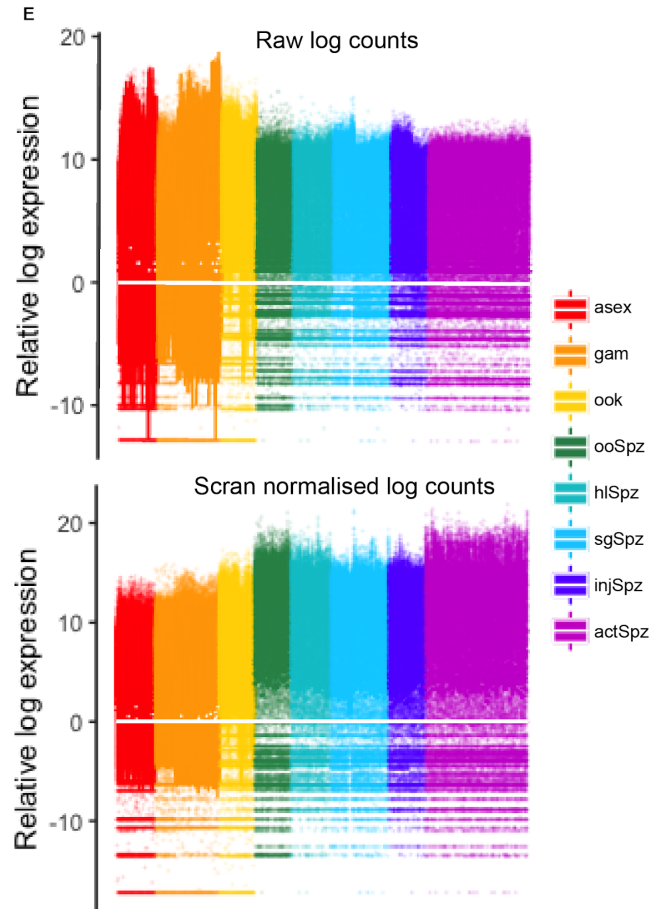 E
Raw log counts
Relative log expression
20
10
0
-10
Scran normalised log counts
Relative log expression
20
10
0
-10
asex
gam
ook
ooSpz
hlSpz
sgSpz
injSpz
actSpz